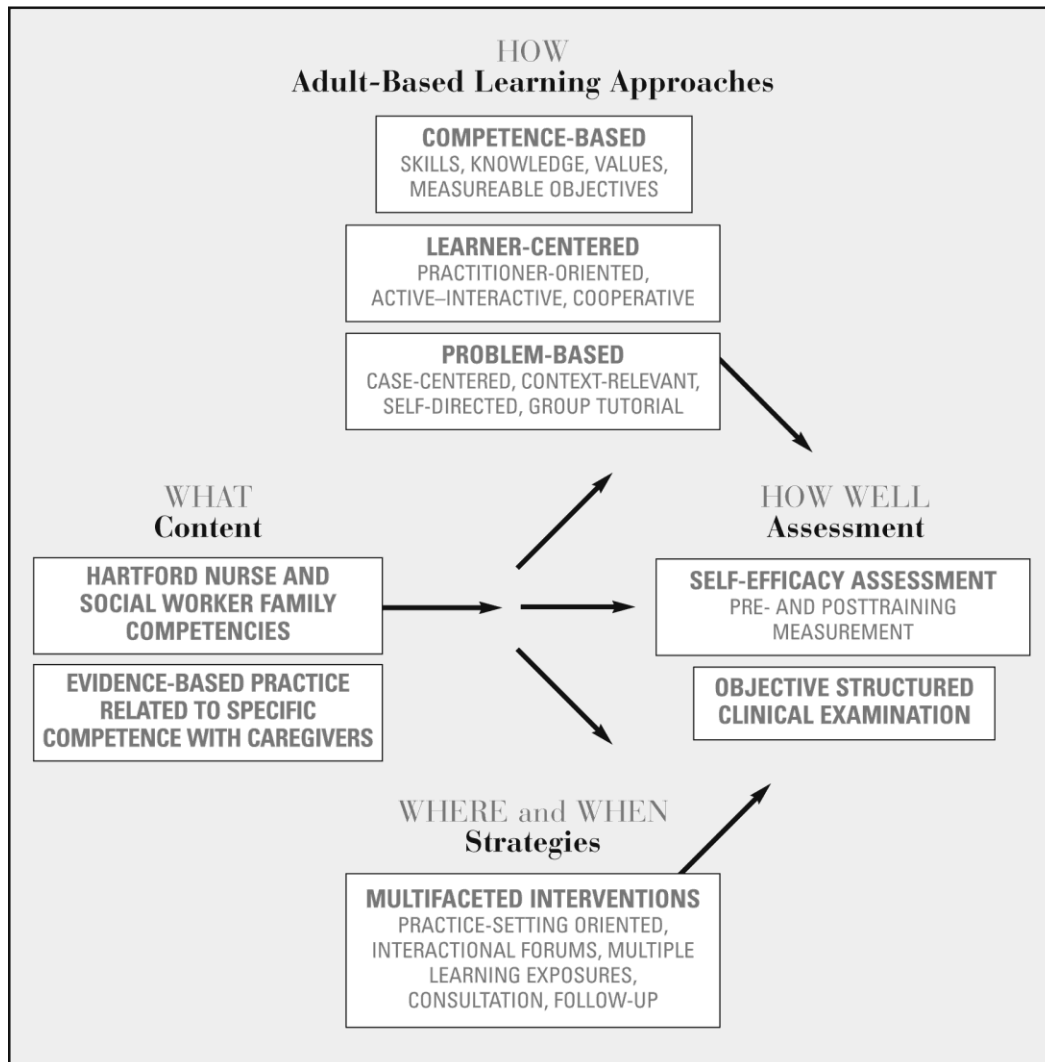 HOW
Adult-Based Learning Approaches
COMPETENCE-BASED
SKILLS, KNOWLEDGE, VALUES,
MEASUREABLE OBJECTIVES
LEARNER-CENTERED
PRACTITIONER-ORIENTED,
ACTIVE–INTERACTIVE, COOPERATIVE
PROBLEM-BASED
CASE-CENTERED, CONTEXT-RELEVANT,
SELF-DIRECTED, GROUP TUTORIAL
WHAT
Content
HARTFORD NURSE AND
SOCIAL WORKER FAMILY
COMPETENCIES
EVIDENCE-BASED PRACTICE
RELATED TO SPECIFIC
COMPETENCE WITH CAREGIVERS
HOW WELL
Assessment
SELF-EFFICACY ASSESSMENT
PRE- AND POSTTRAINING
MEASUREMENT
OBJECTIVE STRUCTURED
CLINICAL EXAMINATION
WHERE and WHEN
Strategies
MULTIFACETED INTERVENTIONS
PRACTICE-SETTING ORIENTED,
INTERACTIONAL FORUMS, MULTIPLE
LEARNING EXPOSURES,
CONSULTATION, FOLLOW-UP